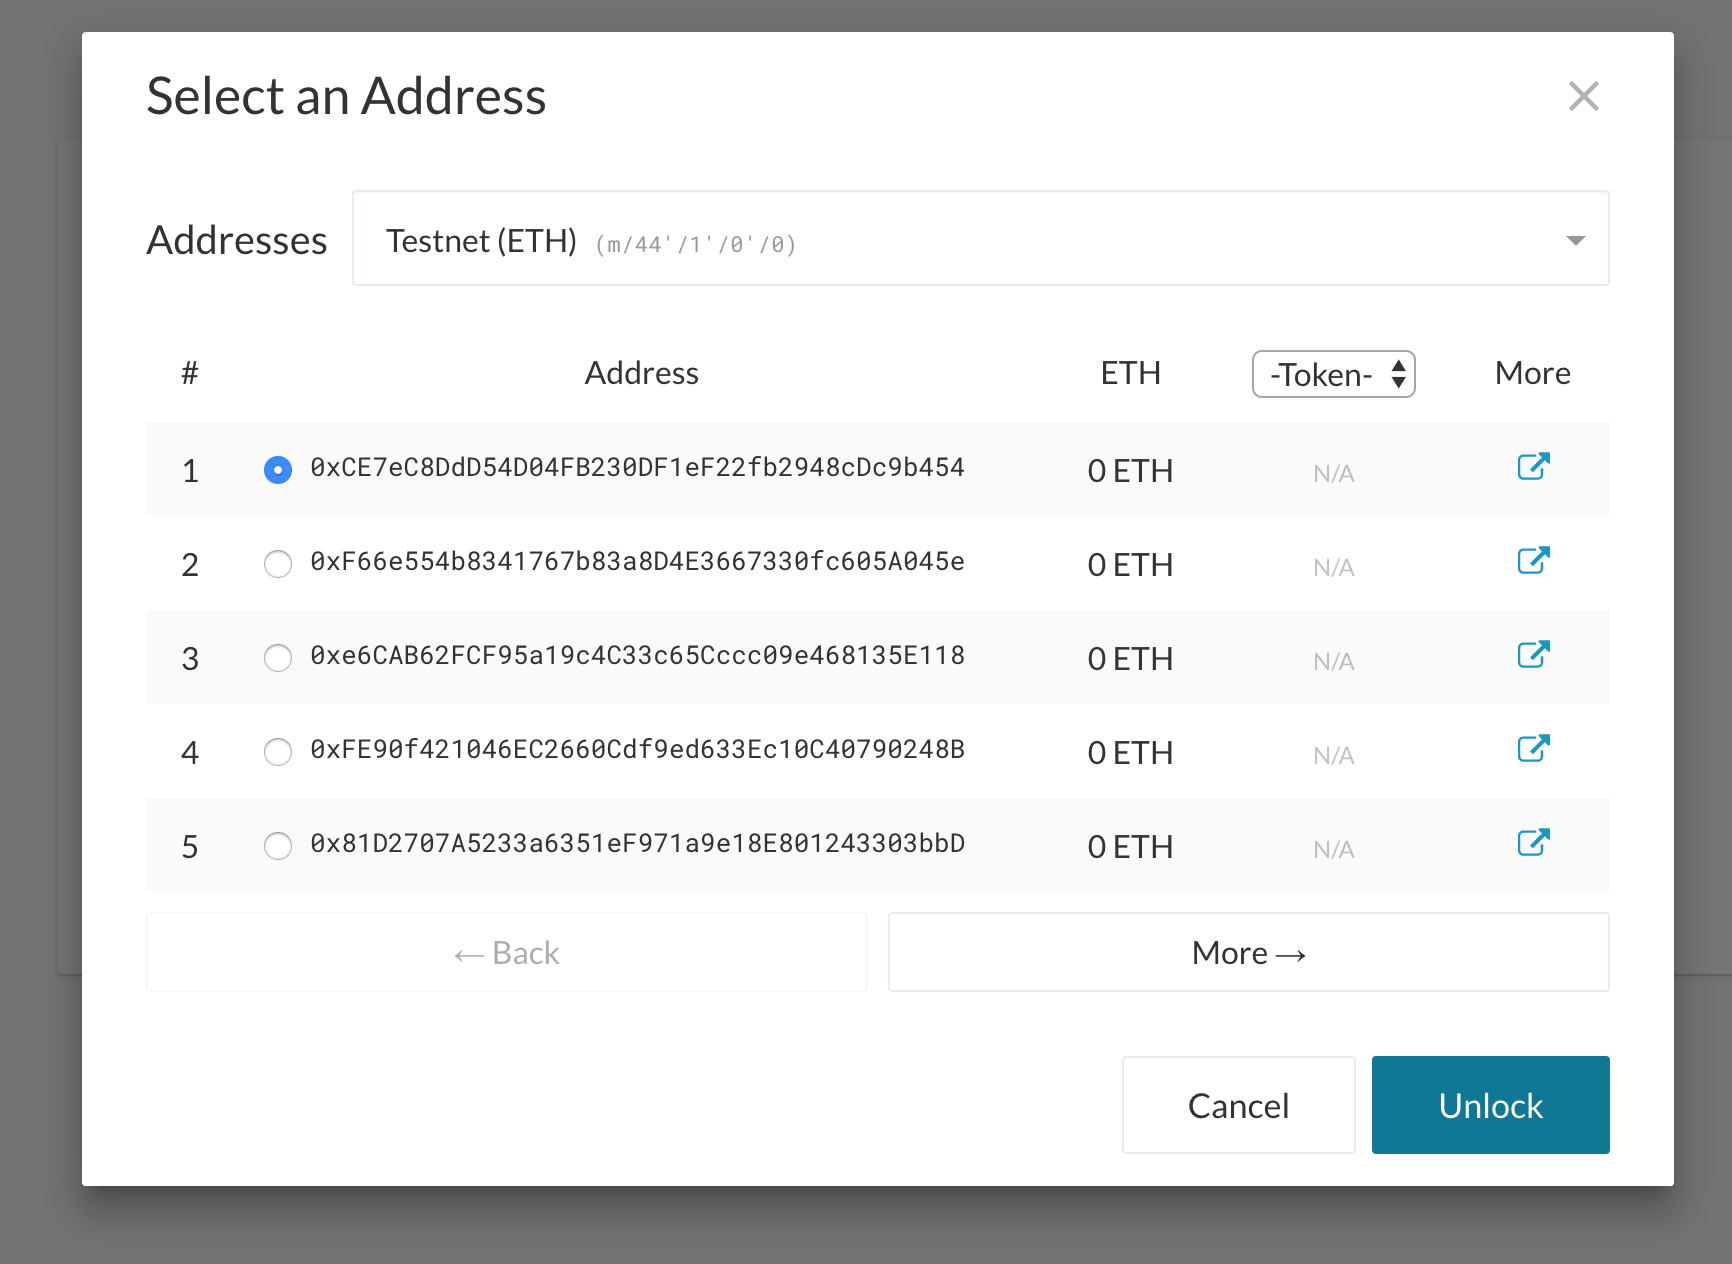 Select an Address
Addresses Testnet (ETH) (m/44'/1'/0'/0)
# Address ETH -Token- More
1 0xCE7eC8DdD54D04FB230DF1eF22fb2948cDc9b454 0 ETH N/A
2 0xF66e554b8341767b83a8D4E3667330fc605A045e 0 ETH N/A
3 0xe6CAB62FCF95a19c4C33c65Cccc09e468135E118 0 ETH N/A
4 0xFE90f421046EC2660Cdf9ed633Ec10C40790248B 0 ETH N/A
5 0x81D2707A5233a6351eF971a9e18E801243303bbD 0 ETH N/A
← Back More →
Cancel Unlock